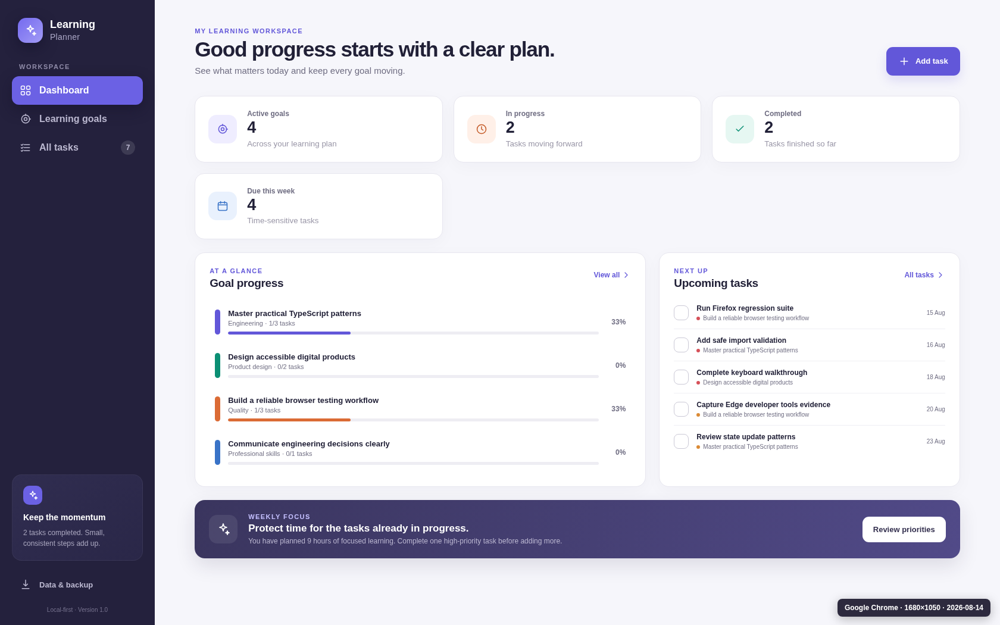 Learning
Planner
WORKSPACE
Dashboard
Learning goals
All tasks 7
Keep the momentum
2 tasks completed. Small,
consistent steps add up.
Data & backup
Local-first · Version 1.0
MY LEARNING WORKSPACE
Good progress starts with a clear plan.
See what matters today and keep every goal moving.
Add task
Active goals
4
Across your learning plan
In progress
2
Tasks moving forward
Completed
2
Tasks finished so far
Due this week
4
Time-sensitive tasks
AT A GLANCE
Goal progress
View all
Master practical TypeScript patterns
Engineering · 1/3 tasks
33%
Design accessible digital products
Product design · 0/2 tasks
0%
Build a reliable browser testing workflow
Quality · 1/3 tasks
33%
Communicate engineering decisions clearly
Professional skills · 0/1 tasks
0%
NEXT UP
Upcoming tasks
All tasks
Run Firefox regression suite
Build a reliable browser testing workflow
15 Aug
Add safe import validation
Master practical TypeScript patterns
16 Aug
Complete keyboard walkthrough
Design accessible digital products
18 Aug
Capture Edge developer tools evidence
Build a reliable browser testing workflow
20 Aug
Review state update patterns
Master practical TypeScript patterns
23 Aug
WEEKLY FOCUS
Protect time for the tasks already in progress.
You have planned 9 hours of focused learning. Complete one high-priority task before adding more.
Review priorities
Google Chrome · 1680×1050 · 2026-08-14